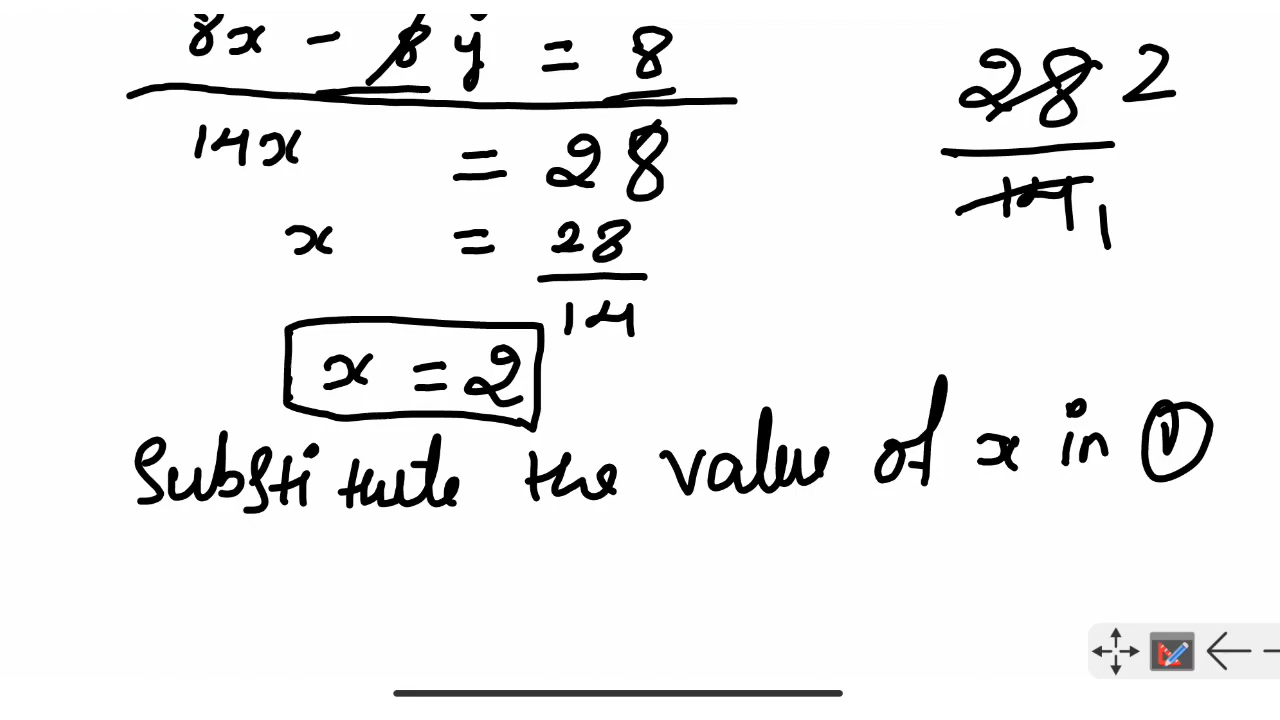 8x - 8y = 8
14x = 28
x = 28/14
x = 2
28 2
14 1
Substitute the value of x in ①